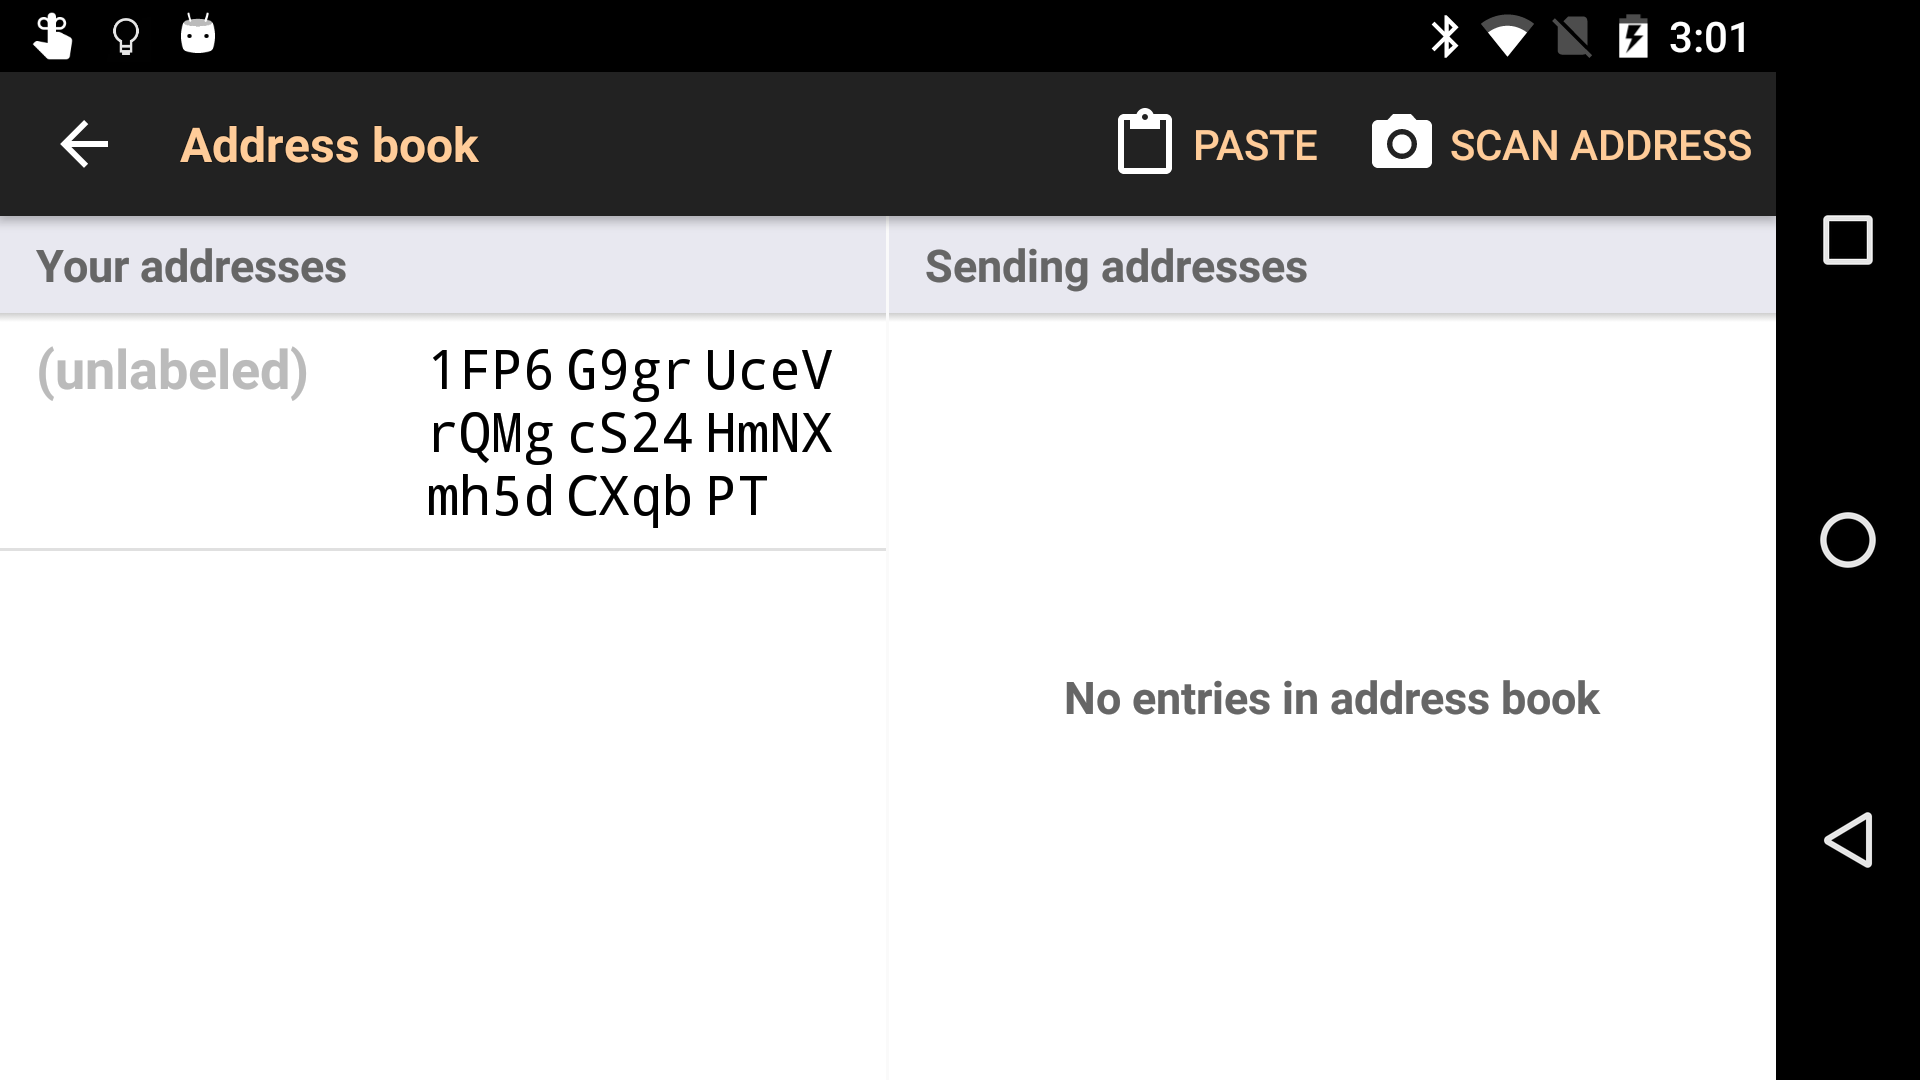 3:01
Address book
PASTE
SCAN ADDRESS
Your addresses
Sending addresses
(unlabeled)
1FP6 G9gr UceV
rQMg cS24 HmNX
mh5d CXqb PT
No entries in address book